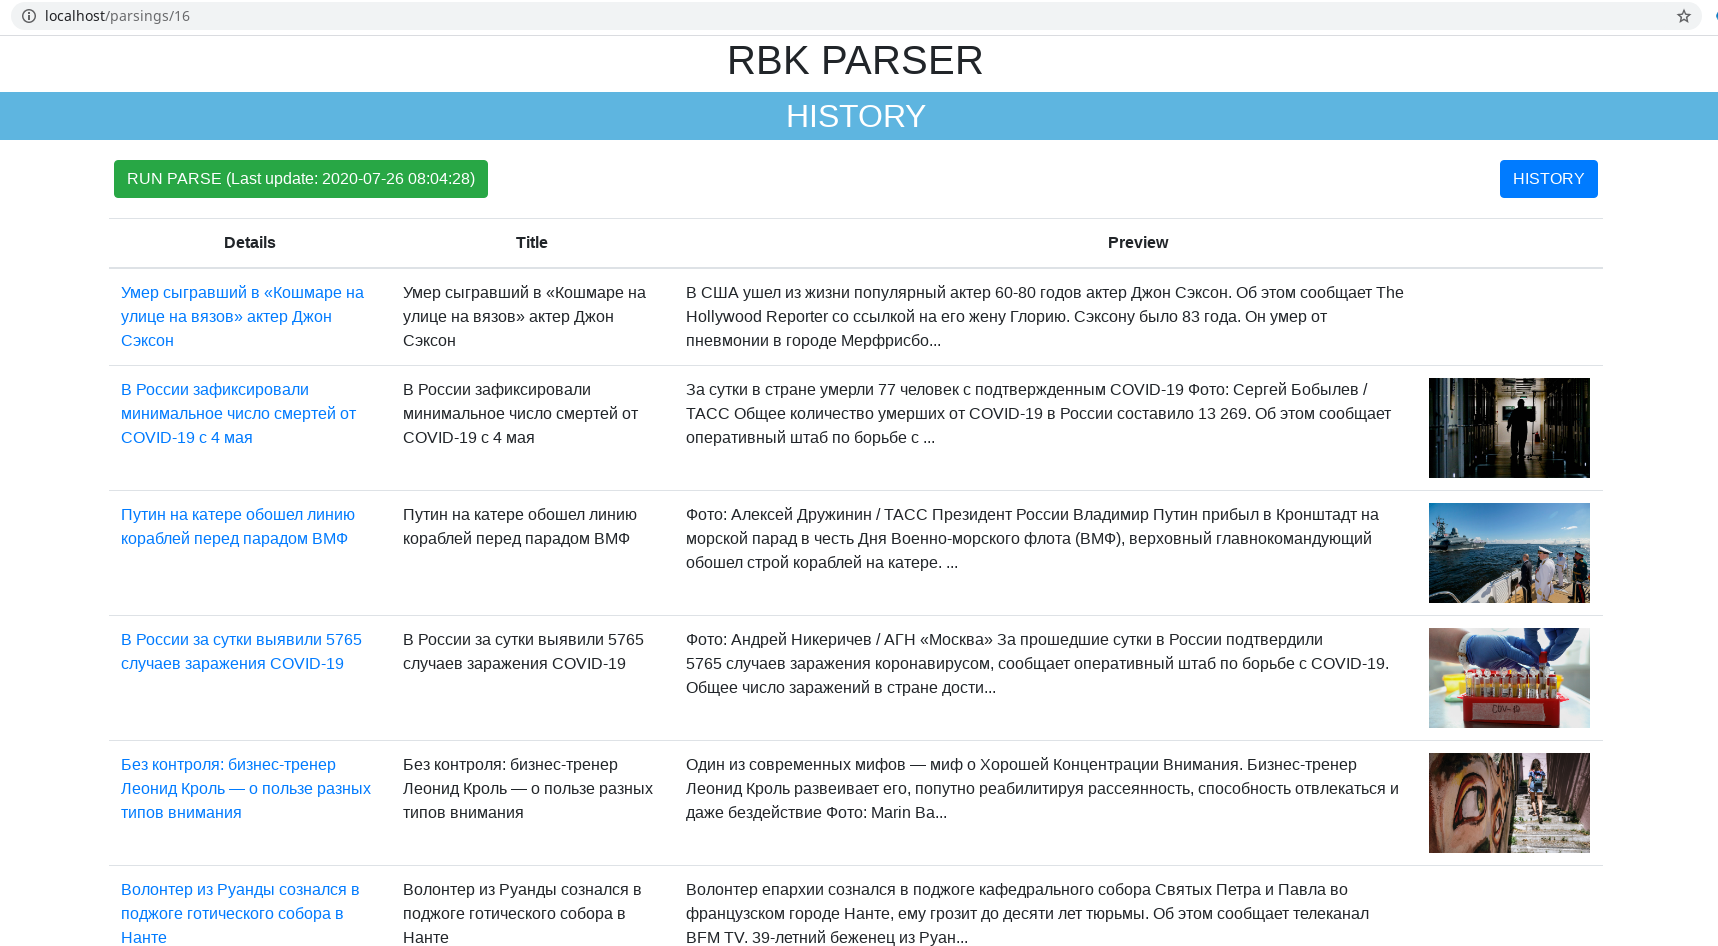 localhost/parsings/16
RBK PARSER
HISTORY
RUN PARSE (Last update: 2020-07-26 08:04:28)
HISTORY
Details
Title
Preview
Умер сыгравший в «Кошмаре на
улице на вязов» актер Джон
Сэксон
Умер сыгравший в «Кошмаре на
улице на вязов» актер Джон
Сэксон
В США ушел из жизни популярный актер 60-80 годов актер Джон Сэксон. Об этом сообщает The
Hollywood Reporter со ссылкой на его жену Глорию. Сэксону было 83 года. Он умер от
пневмонии в городе Мерфрисбо...
В России зафиксировали
минимальное число смертей от
COVID-19 с 4 мая
В России зафиксировали
минимальное число смертей от
COVID-19 с 4 мая
За сутки в стране умерли 77 человек с подтвержденным COVID-19 Фото: Сергей Бобылев /
ТАСС Общее количество умерших от COVID-19 в России составило 13 269. Об этом сообщает
оперативный штаб по борьбе с ...
Путин на катере обошел линию
кораблей перед парадом ВМФ
Путин на катере обошел линию
кораблей перед парадом ВМФ
Фото: Алексей Дружинин / ТАСС Президент России Владимир Путин прибыл в Кронштадт на
морской парад в честь Дня Военно-морского флота (ВМФ), верховный главнокомандующий
обошел строй кораблей на катере. ...
В России за сутки выявили 5765
случаев заражения COVID-19
В России за сутки выявили 5765
случаев заражения COVID-19
Фото: Андрей Никеричев / АГН «Москва» За прошедшие сутки в России подтвердили
5765 случаев заражения коронавирусом, сообщает оперативный штаб по борьбе с COVID-19.
Общее число заражений в стране дости...
Без контроля: бизнес-тренер
Леонид Кроль — о пользе разных
типов внимания
Без контроля: бизнес-тренер
Леонид Кроль — о пользе разных
типов внимания
Один из современных мифов — миф о Хорошей Концентрации Внимания. Бизнес-тренер
Леонид Кроль развеивает его, попутно реабилитируя рассеянность, способность отвлекаться и
даже бездействие Фото: Marin Ba...
Волонтер из Руанды сознался в
поджоге готического собора в
Нанте
Волонтер из Руанды сознался в
поджоге готического собора в
Нанте
Волонтер епархии сознался в поджоге кафедрального собора Святых Петра и Павла во
французском городе Нанте, ему грозит до десяти лет тюрьмы. Об этом сообщает телеканал
BFM TV. 39-летний беженец из Руан...